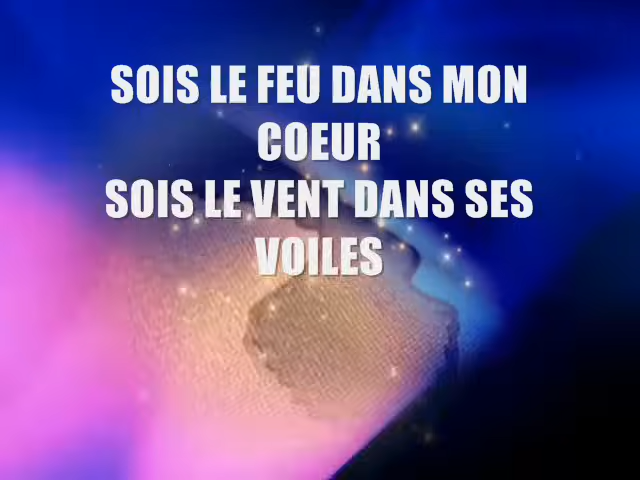 SOIS LE FEU DANS MON
COEUR
SOIS LE VENT DANS SES
VOILES